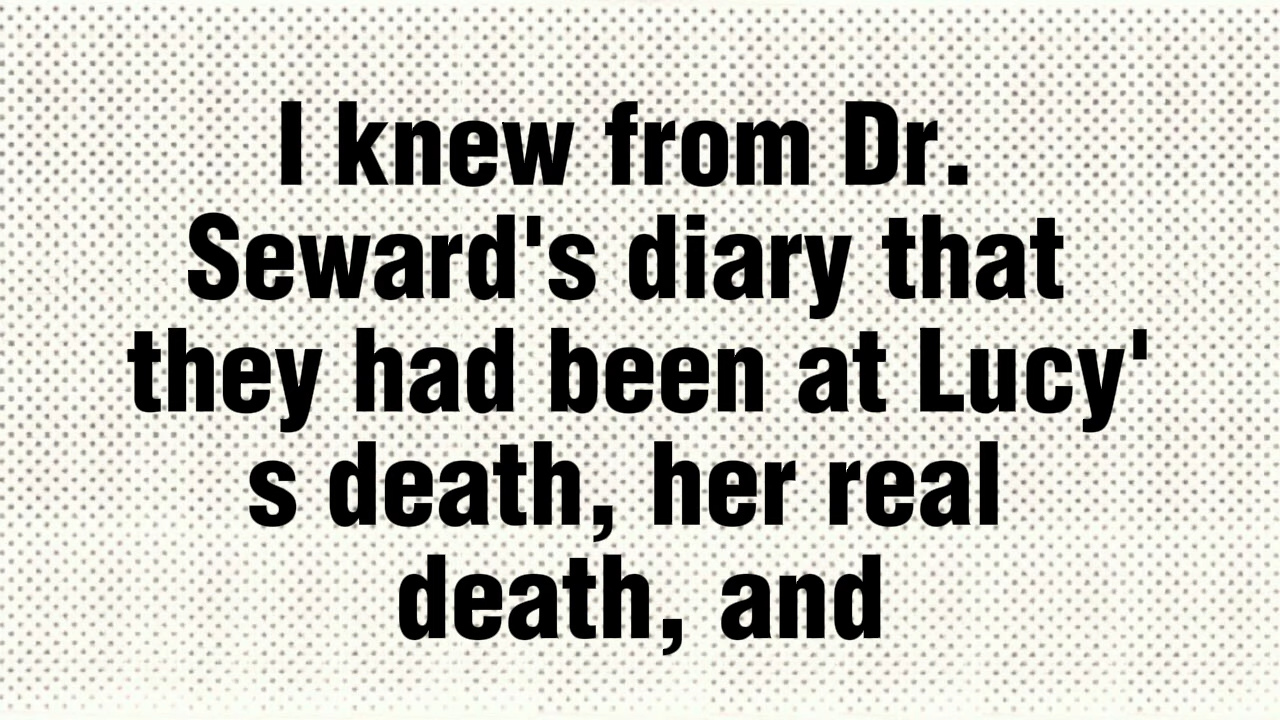 I knew from Dr.
Seward's diary that
they had been at Lucy'
s death, her real
death, and